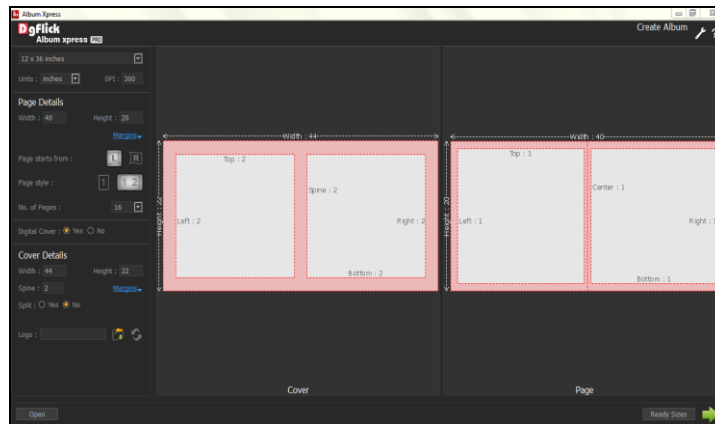 Album Xpress
DgFlick
Album xpress PRO
Create Album
?
12 x 36 inches
Units : inches DPI : 300
Page Details
Width : 40 Height : 20
Margins
Page starts from : L R
Page style : 1 1 2
No. of Pages : 16
Digital Cover : Yes No
Cover Details
Width : 44 Height : 22
Spine : 2 Margins
Split : Yes No
Logo :
Width : 44
Height : 22
Top : 2
Spine : 2
Left : 2
Right : 2
Bottom : 2
Cover
Width : 40
Height : 20
Top : 1
Center : 1
Left : 1
Right :
Bottom : 1
Page
Open
Ready Sizes